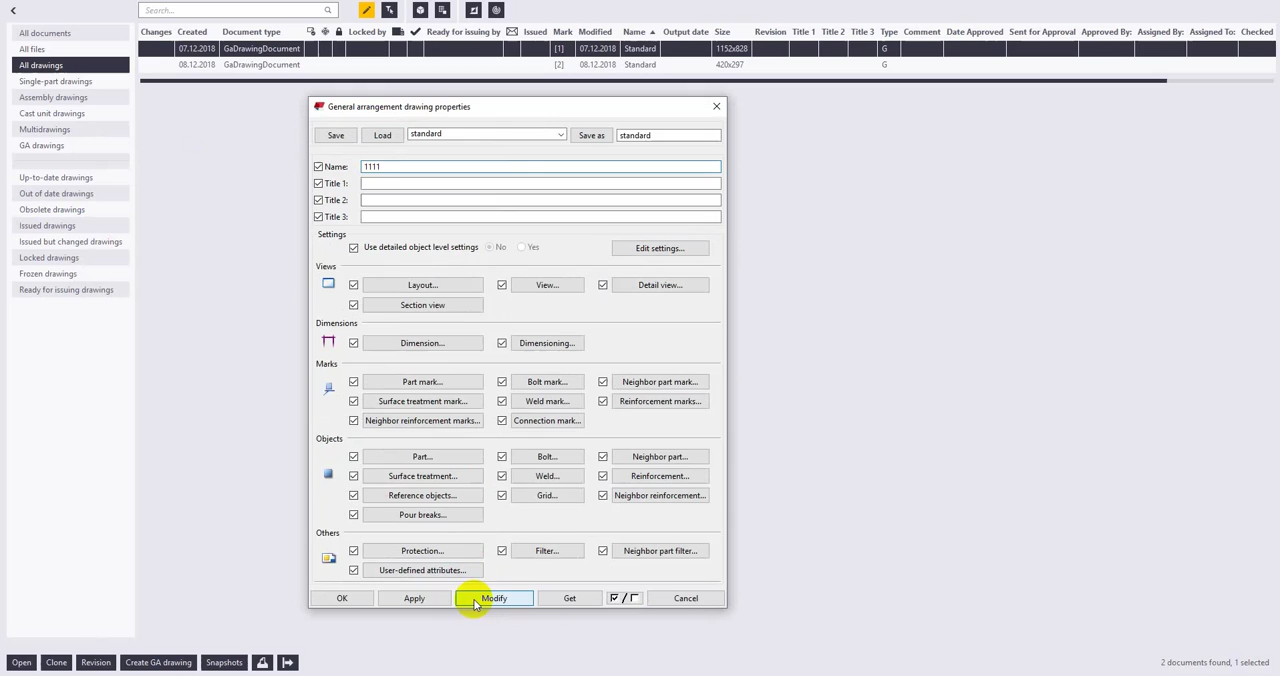 Search...
Changes Created Document type Locked by Ready for issuing by Issued Mark Modified Name Output date Size Revision Title 1 Title 2 Title 3 Type Comment Date Approved Sent for Approval Approved By: Assigned By: Assigned To: Checked
07.12.2018 GaDrawingDocument [1] 07.12.2018 Standard 1152x828 G
08.12.2018 GaDrawingDocument [2] 08.12.2018 Standard 420x297 G
All documents
All files
All drawings
Single-part drawings
Assembly drawings
Cast unit drawings
Multidrawings
GA drawings
Up-to-date drawings
Out of date drawings
Obsolete drawings
Issued drawings
Issued but changed drawings
Locked drawings
Frozen drawings
Ready for issuing drawings
General arrangement drawing properties
Save Load standard Save as standard
Name: 1111
Title 1:
Title 2:
Title 3:
Settings
Use detailed object level settings No Yes Edit settings...
Views
Layout... View... Detail view...
Section view
Dimensions
Dimension... Dimensioning...
Marks
Part mark... Bolt mark... Neighbor part mark...
Surface treatment mark... Weld mark... Reinforcement marks...
Neighbor reinforcement marks... Connection mark...
Objects
Part... Bolt... Neighbor part...
Surface treatment... Weld... Reinforcement...
Reference objects... Grid... Neighbor reinforcement...
Pour breaks...
Others
Protection... Filter... Neighbor part filter...
User-defined attributes...
OK Apply Modify Get / Cancel
Open Clone Revision Create GA drawing Snapshots
2 documents found, 1 selected